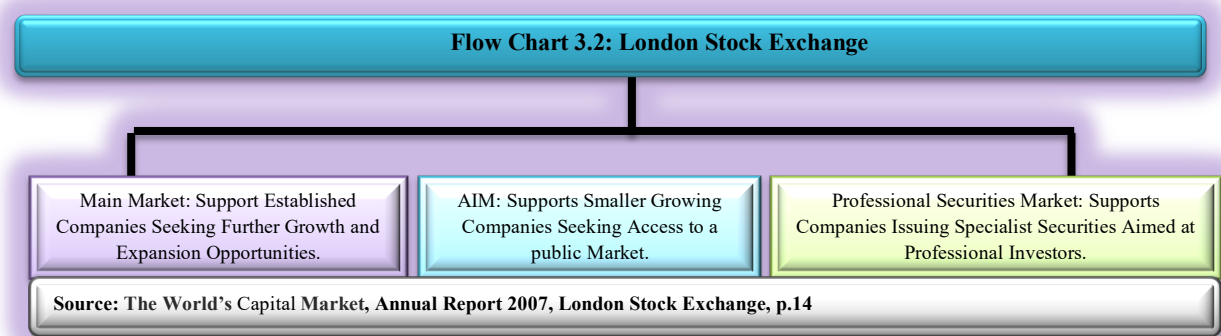 Flow Chart 3.2: London Stock Exchange
Main Market: Support Established
Companies Seeking Further Growth and
Expansion Opportunities.
AIM: Supports Smaller Growing
Companies Seeking Access to a
public Market.
Professional Securities Market: Supports
Companies Issuing Specialist Securities Aimed at
Professional Investors.
Source: The World's Capital Market, Annual Report 2007, London Stock Exchange, p.14